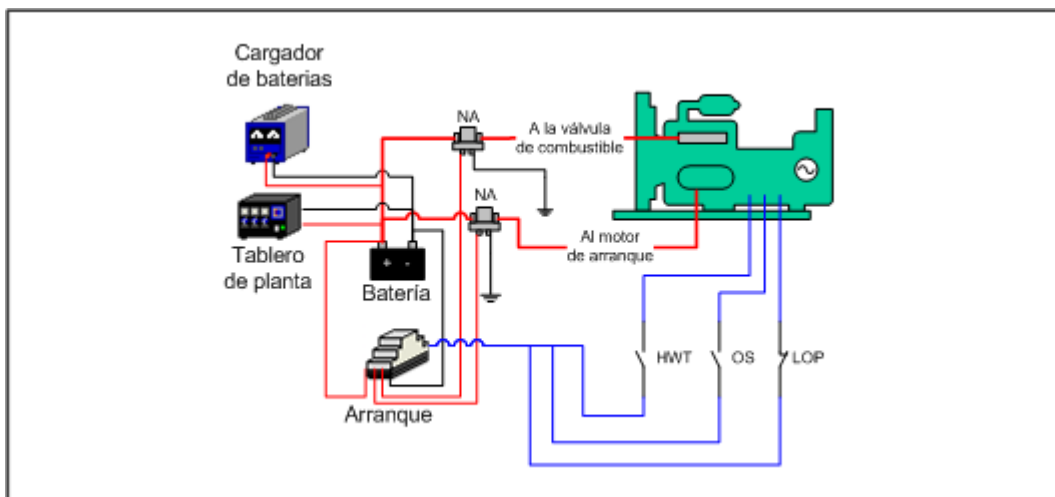 Cargador
de baterias
NA
A la válvula
de combustible
NA
Al motor
de arranque
Tablero
de planta
+ -
Batería
HWT
OS
LOP
Arranque